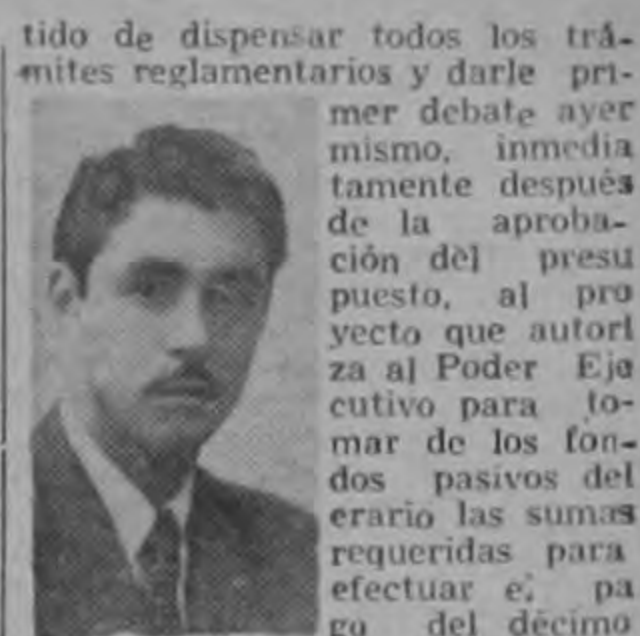 tido de dispensar todos los trá-
mites reglamentarios y darle pri-
mer debate ayer
mismo, inmedia
tamente después
de la aproba-
ción del presu
puesto, al pro
yecto que autori
za al Poder Eje
cutivo para to-
mar de los fon-
dos pasivos del
erario las sumas
requeridas para
efectuar el pa
go del décimo